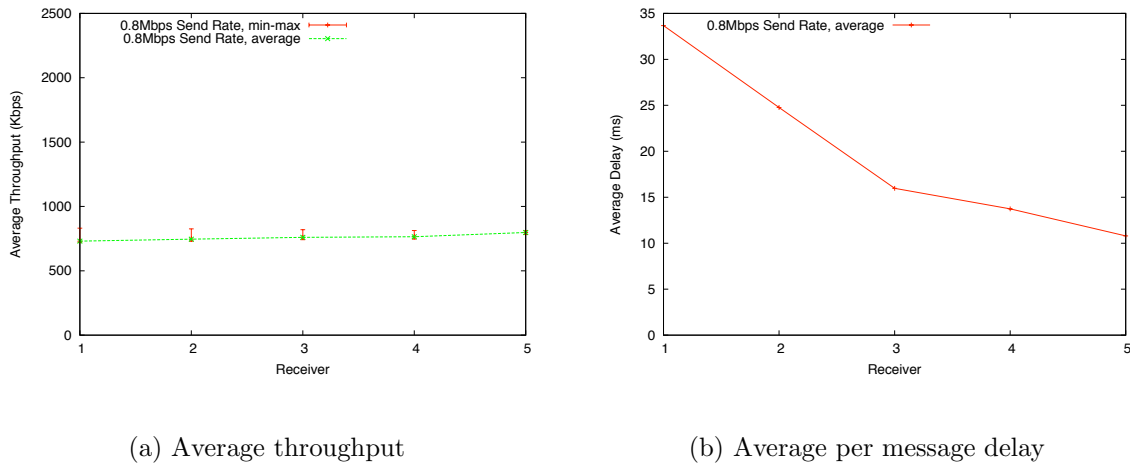 2500
2000
1500
1000
500
0
1 2 3 4 5
Average Throughput (Kbps)
Receiver
0.8Mbps Send Rate, min-max
0.8Mbps Send Rate, average
(a) Average throughput
35
30
25
20
15
10
5
0
1 2 3 4 5
Average Delay (ms)
Receiver
0.8Mbps Send Rate, average
(b) Average per message delay